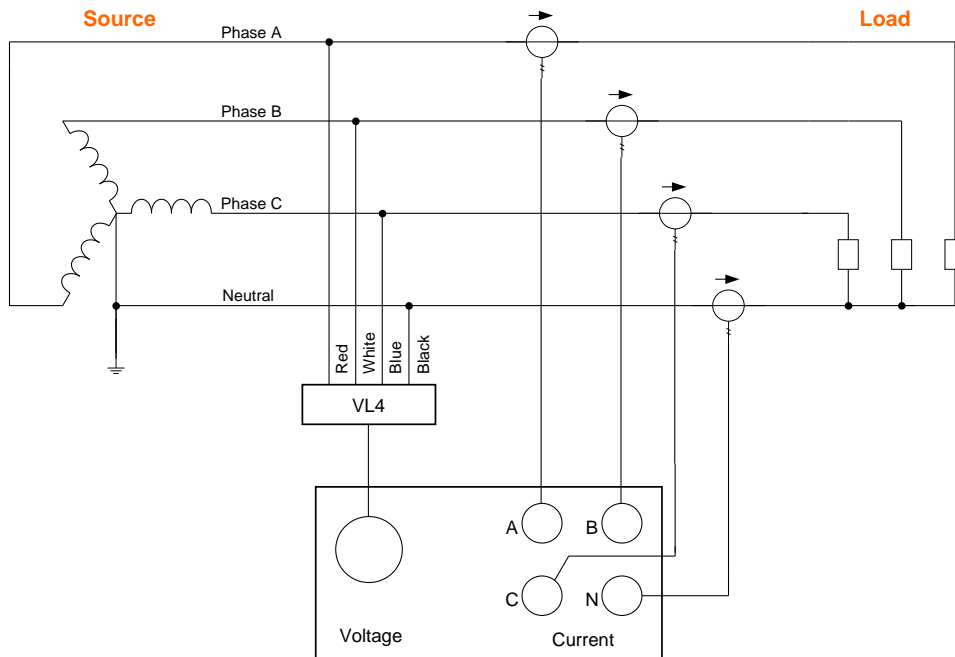 Source
Load
Phase A
Phase B
Phase C
Neutral
Red
White
Blue
Black
VL4
A
B
C
N
Voltage
Current